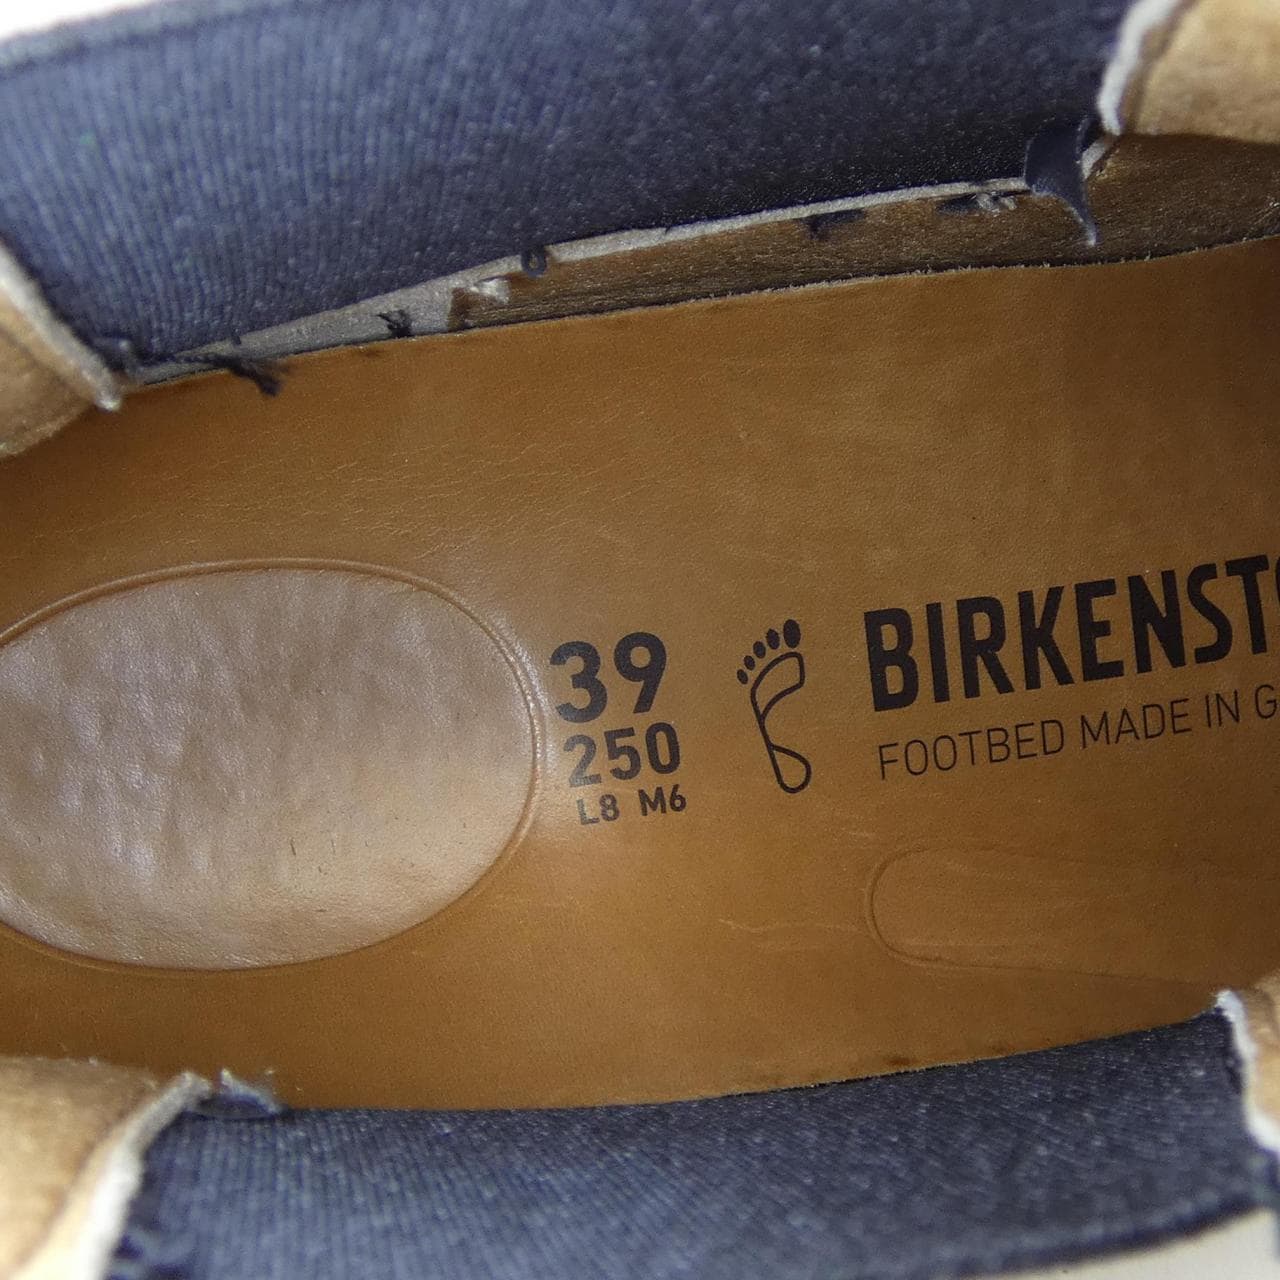 39
250
L8 M6
BIRKENST
FOOTBED MADE IN G